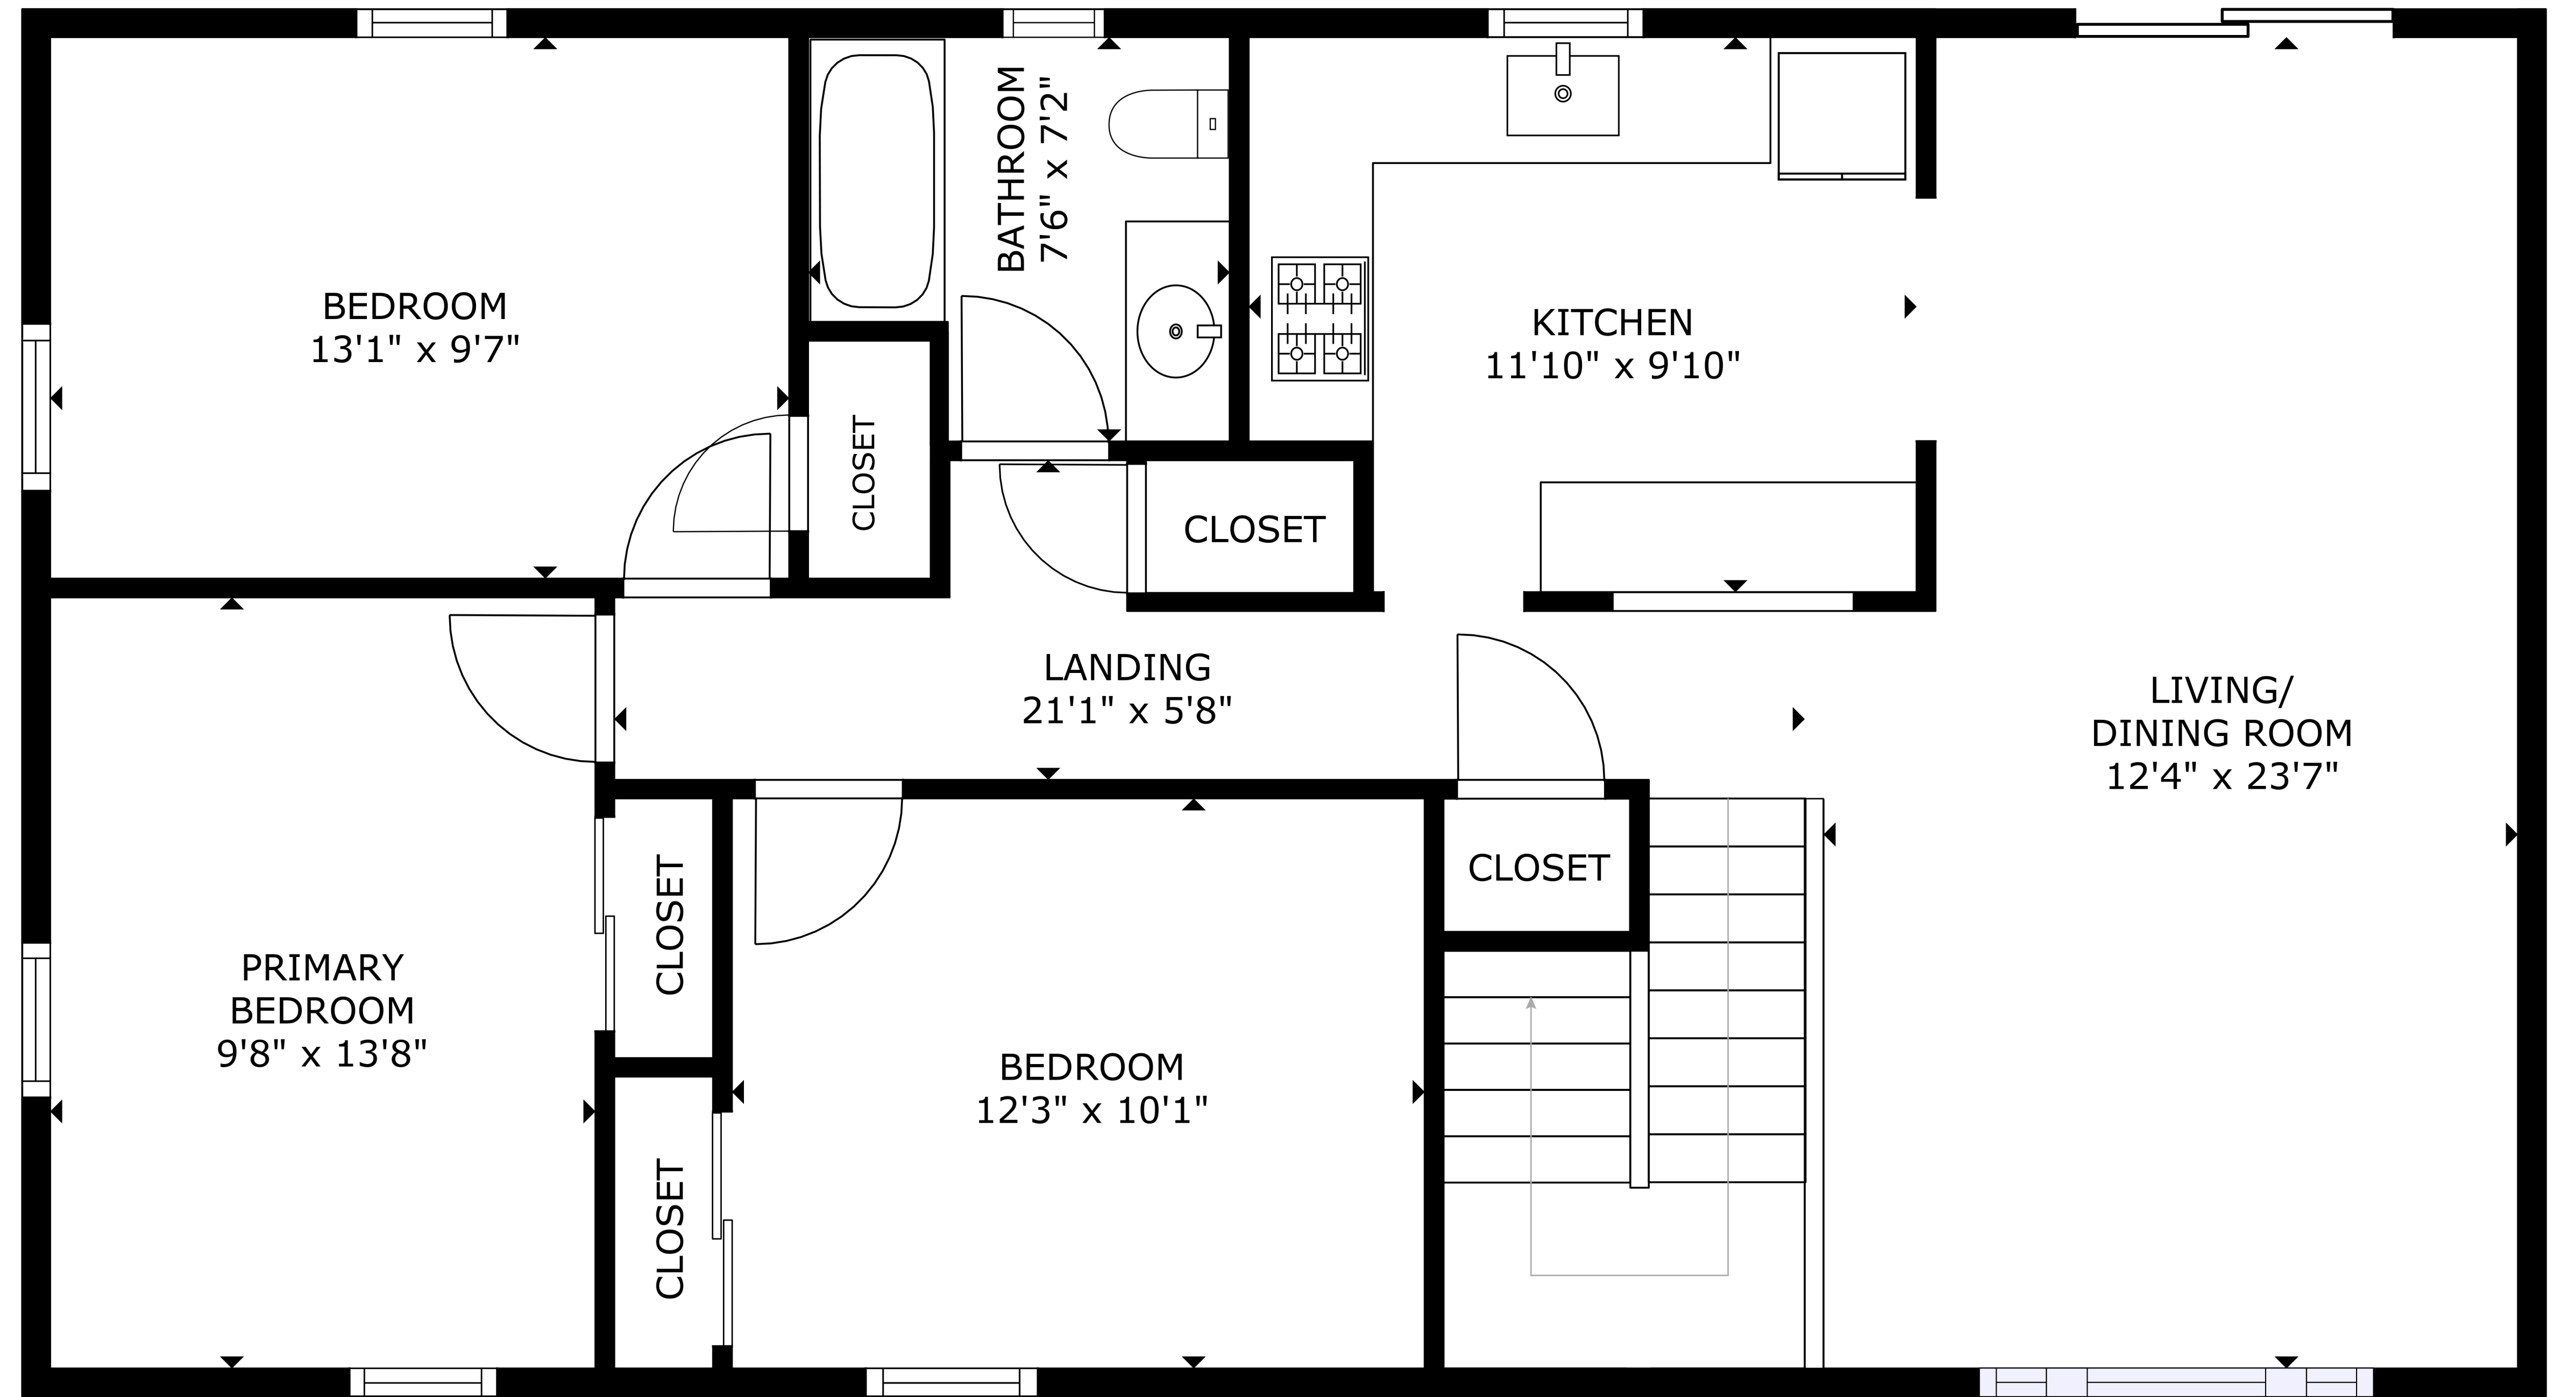 BATHROOM
7'6" x 7'2"
BEDROOM
13'1" x 9'7"
KITCHEN
11'10" x 9'10"
CLOSET
CLOSET
LANDING
21'1" x 5'8"
LIVING/
DINING ROOM
12'4" x 23'7"
CLOSET
CLOSET
PRIMARY
BEDROOM
9'8" x 13'8"
BEDROOM
12'3" x 10'1"
CLOSET